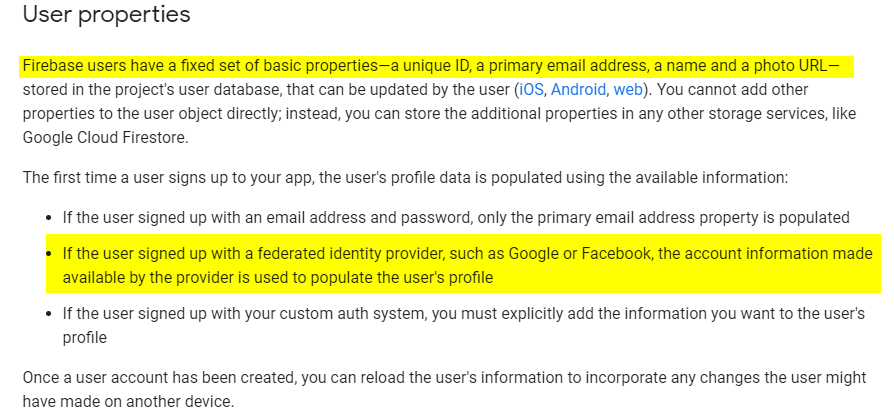 User properties
Firebase users have a fixed set of basic properties—a unique ID, a primary email address, a name and a photo URL—
stored in the project's user database, that can be updated by the user (iOS, Android, web). You cannot add other
properties to the user object directly; instead, you can store the additional properties in any other storage services, like
Google Cloud Firestore.
The first time a user signs up to your app, the user's profile data is populated using the available information:
• If the user signed up with an email address and password, only the primary email address property is populated
• If the user signed up with a federated identity provider, such as Google or Facebook, the account information made
available by the provider is used to populate the user's profile
• If the user signed up with your custom auth system, you must explicitly add the information you want to the user's
profile
Once a user account has been created, you can reload the user's information to incorporate any changes the user might
have made on another device.